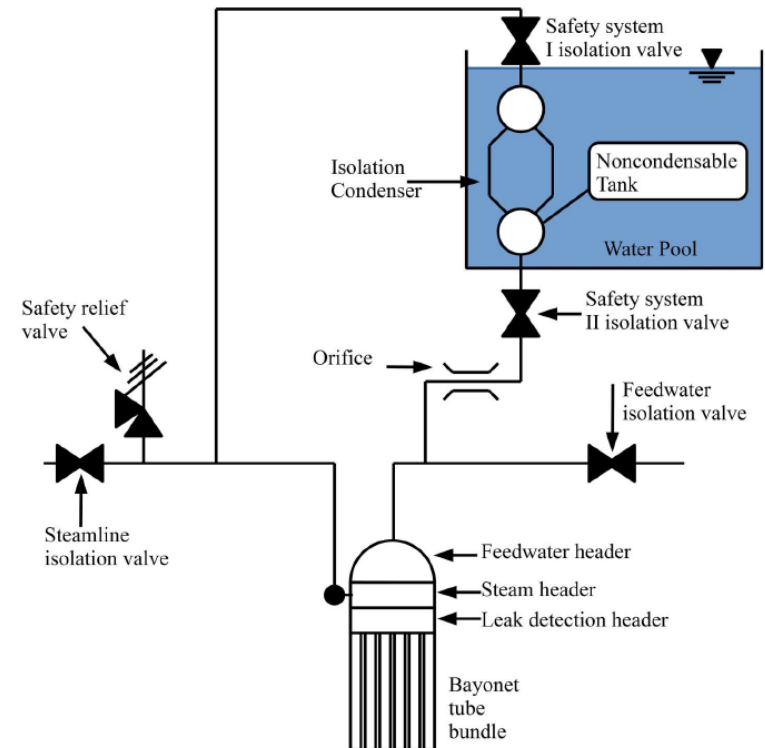 Safety system
I isolation valve
Isolation
Condenser
Noncondensable
Tank
Water Pool
Safety relief
valve
Safety system
II isolation valve
Orifice
Feedwater
isolation valve
Steamline
isolation valve
Feedwater header
Steam header
Leak detection header
Bayonet
tube
bundle